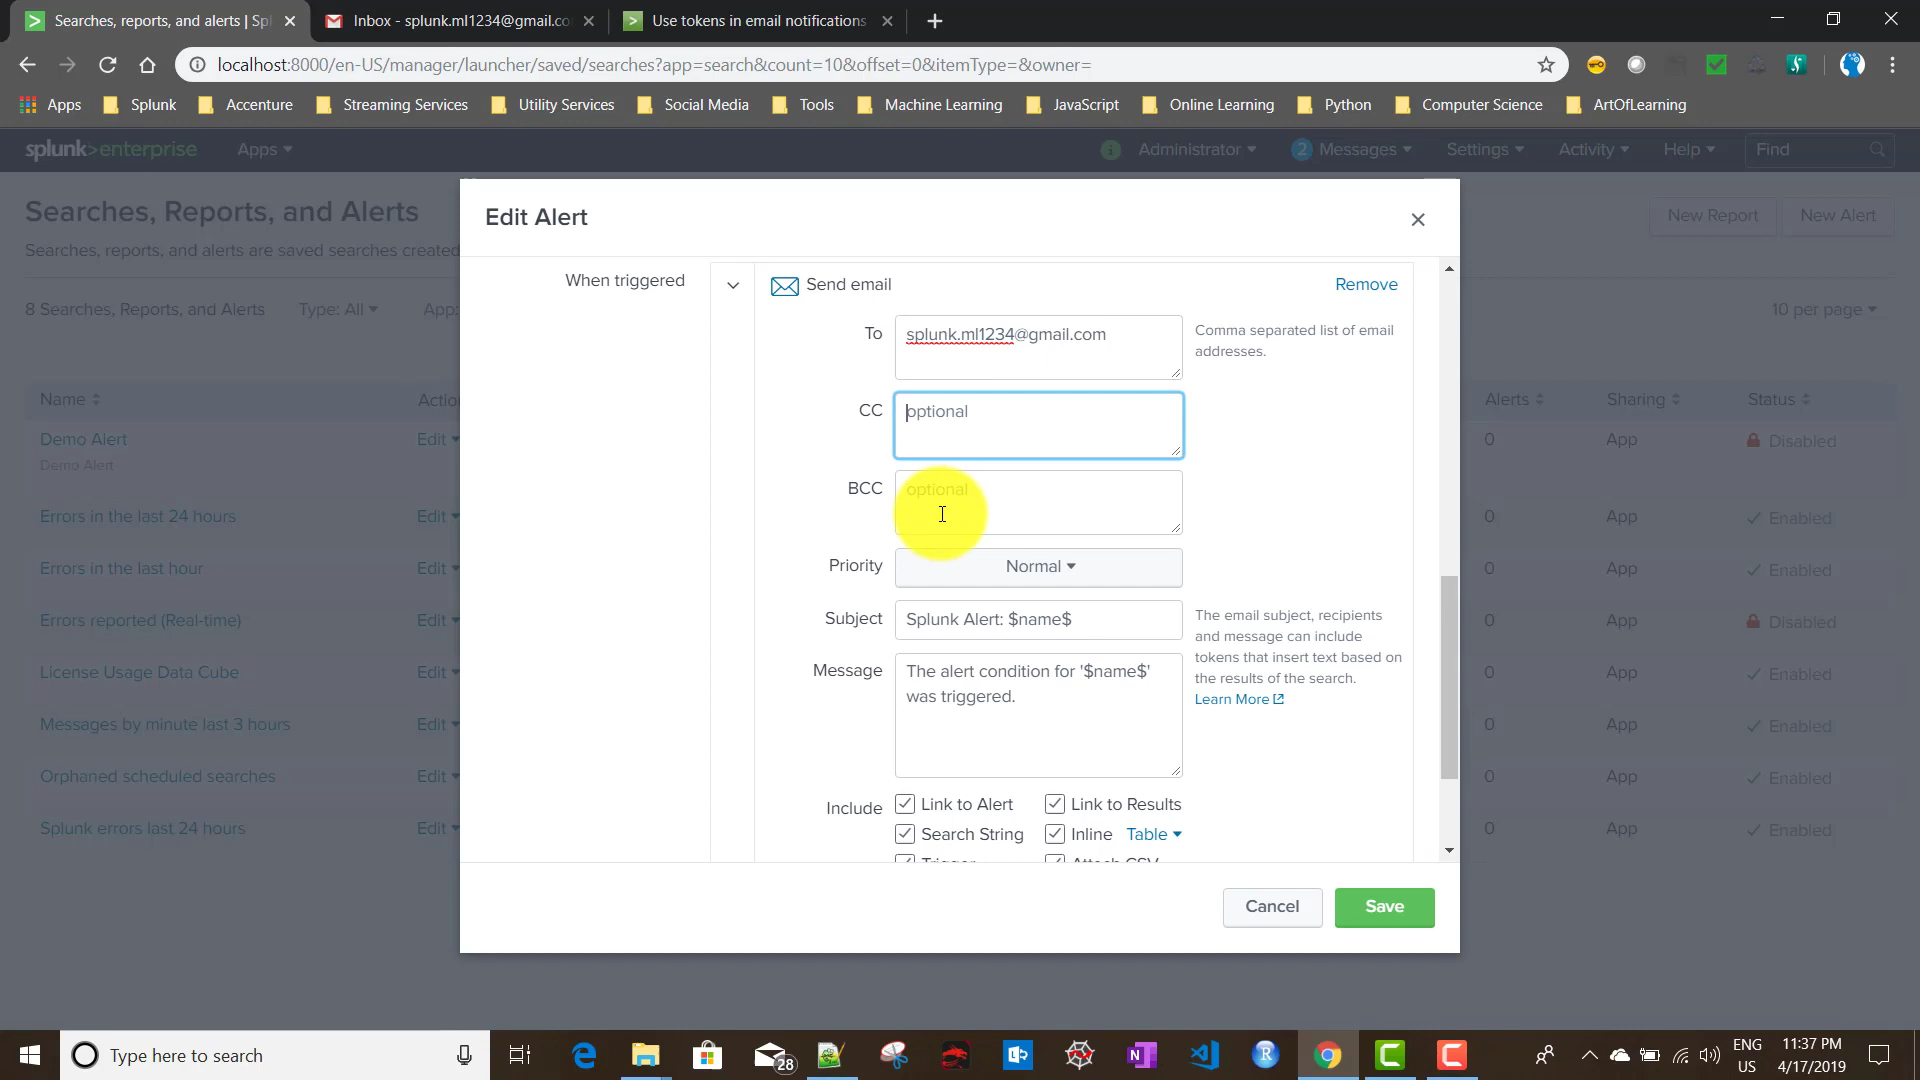 Searches, reports, and alerts | Spl
Inbox - splunk.ml1234@gmail.co
Use tokens in email notifications
localhost:8000/en-US/manager/launcher/saved/searches?app=search&count=10&offset=0&itemType=&owner=
Apps Splunk Accenture Streaming Services Utility Services Social Media Tools Machine Learning JavaScript Online Learning Python Computer Science ArtOfLearning
splunk>enterprise Apps Administrator 2 Messages Settings Activity Help Find
Searches, Reports, and Alerts
New Report New Alert
Searches, reports, and alerts are saved searches created
8 Searches, Reports, and Alerts Type: All App: 10 per page
Name Actio Alerts Sharing Status
Demo Alert Edit 0 App Disabled
Demo Alert
Errors in the last 24 hours Edit 0 App Enabled
Errors in the last hour Edit 0 App Enabled
Errors reported (Real-time) Edit 0 App Disabled
License Usage Data Cube Edit 0 App Enabled
Messages by minute last 3 hours Edit 0 App Enabled
Orphaned scheduled searches Edit 0 App Enabled
Splunk errors last 24 hours Edit 0 App Enabled
Edit Alert
When triggered
Send email
Remove
To
splunk.ml1234@gmail.com
Comma separated list of email
addresses.
CC
optional
BCC
optional
Priority
Normal
Subject
Splunk Alert: $name$
The email subject, recipients
and message can include
tokens that insert text based on
the results of the search.
Learn More
Message
The alert condition for '$name$'
was triggered.
Include
Link to Alert Link to Results
Search String Inline Table
Trigger Attach CSV
Cancel Save
Type here to search
28
ENG
US
11:37 PM
4/17/2019